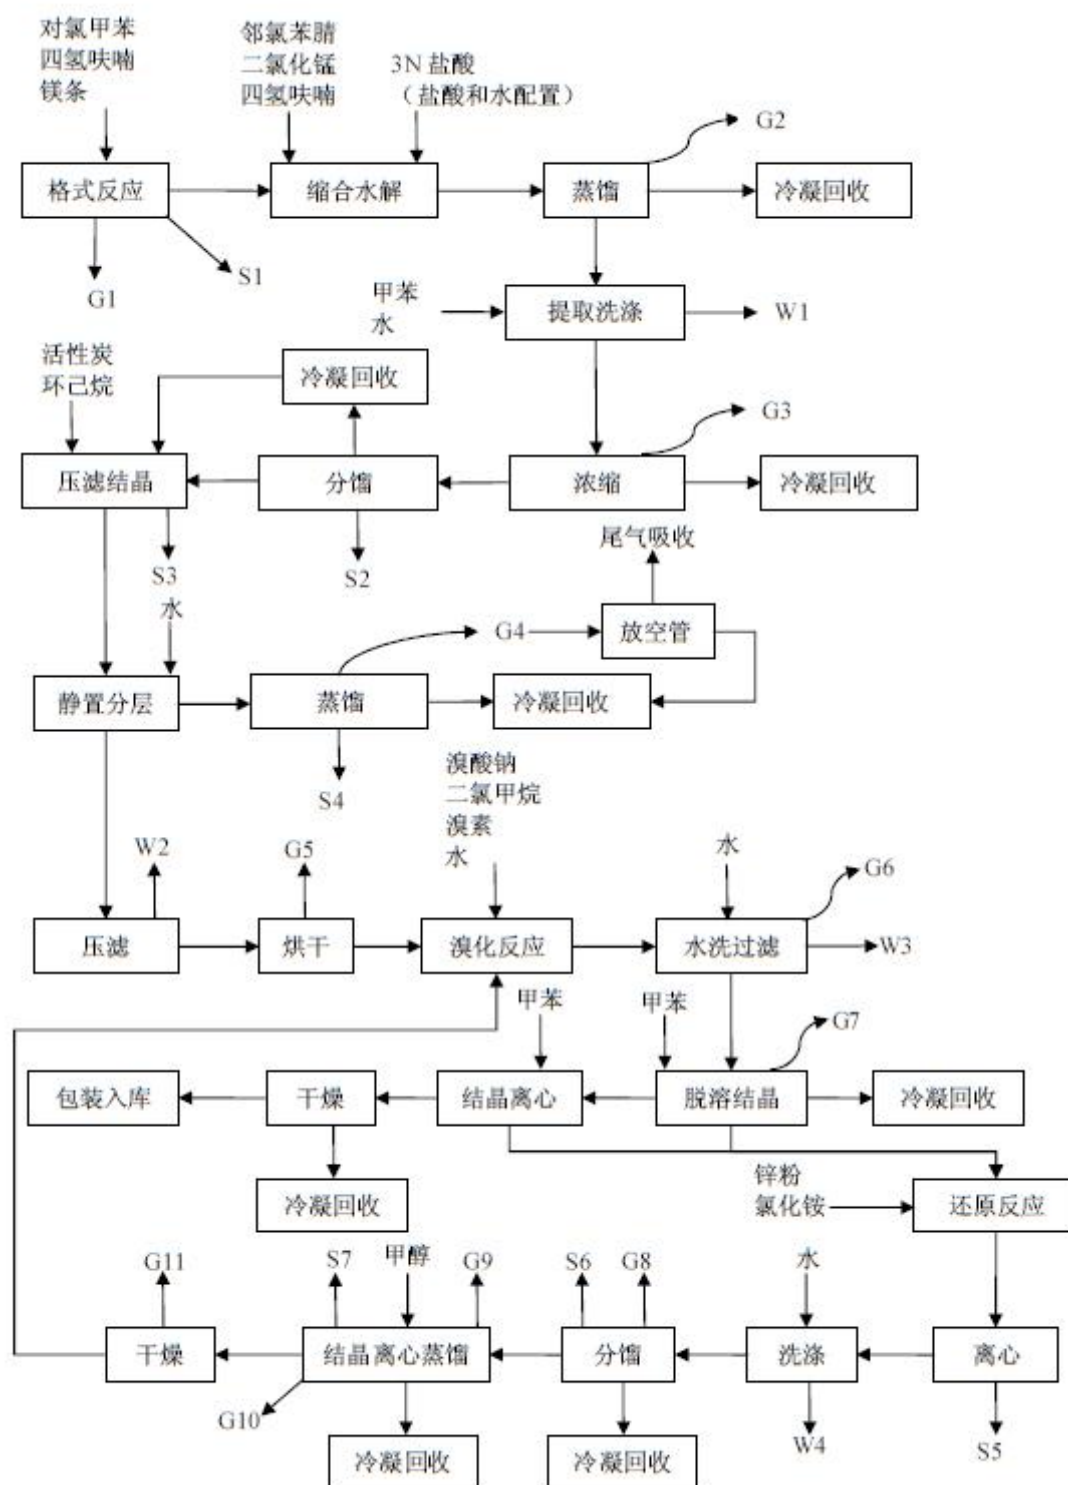 对氯甲苯
四氢呋喃
镁条
邻氯苯腈
二氯化锰
四氢呋喃
3N 盐酸
（盐酸和水配置）
G2
格式反应
缩合水解
蒸馏
冷凝回收
G1
S1
甲苯
水
提取洗涤
W1
活性炭
环己烷
冷凝回收
G3
压滤结晶
分馏
浓缩
冷凝回收
尾气吸收
S3
S2
水
G4
放空管
静置分层
蒸馏
冷凝回收
S4
溴酸钠
二氯甲烷
溴素
水
W2
G5
水
G6
压滤
烘干
溴化反应
水洗过滤
W3
甲苯
甲苯
G7
包装入库
干燥
结晶离心
脱溶结晶
冷凝回收
锌粉
氯化铵
还原反应
冷凝回收
G11
S7
甲醇
G9
S6
G8
水
干燥
结晶离心蒸馏
分馏
洗涤
离心
G10
W4
S5
冷凝回收
冷凝回收